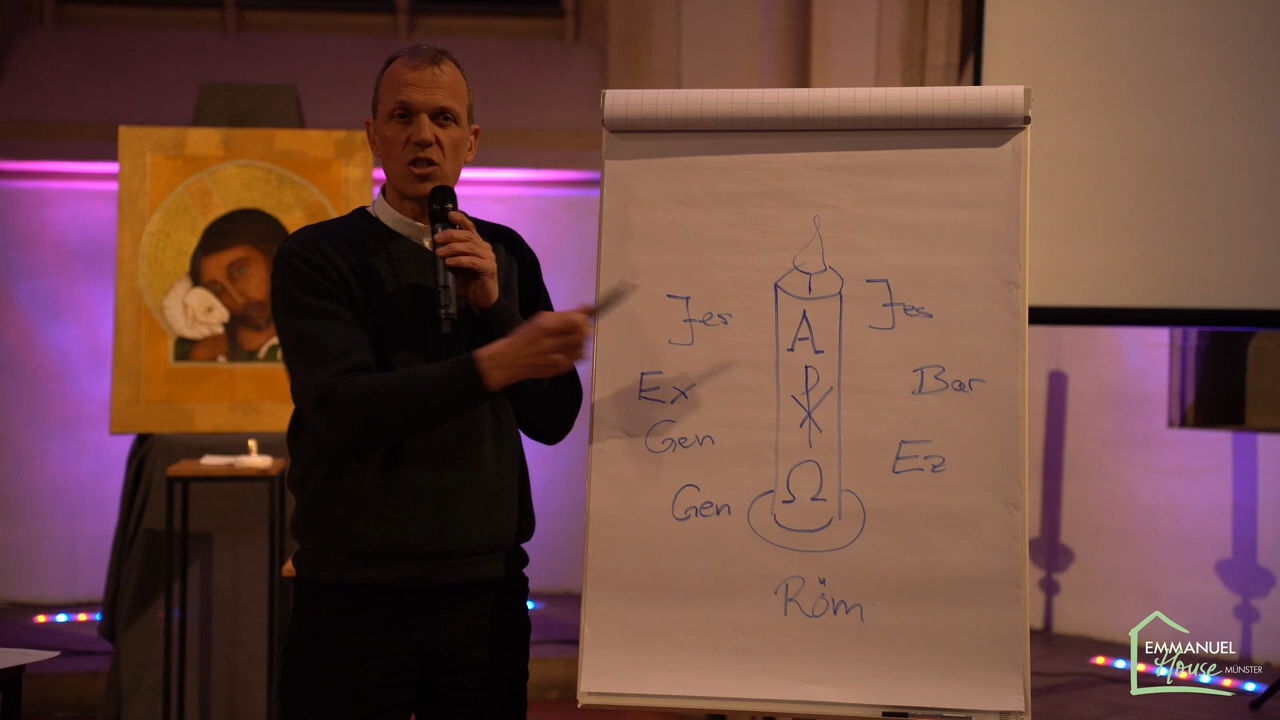 Jes
Ex
Gen
Gen
A
☧
Ω
Jes
Bar
Ez
Röm
EMMANUEL
House MÜNSTER